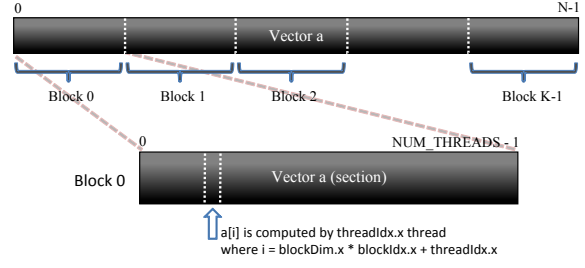 0 N-1
Vector a
Block 0 Block 1 Block 2 Block K-1
0 NUM_THREADS - 1
Block 0 Vector a (section)
a[i] is computed by threadIdx.x thread
where i = blockDim.x * blockIdx.x + threadIdx.x